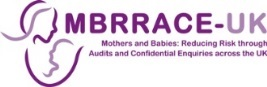 MBRRACE-UK
Mothers and Babies: Reducing Risk through
Audits and Confidential Enquiries across the UK